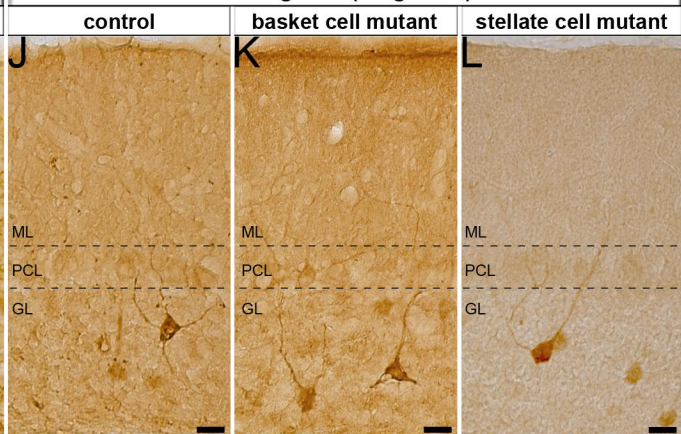 control
basket cell mutant
stellate cell mutant
J
K
L
ML
ML
ML
PCL
PCL
PCL
GL
GL
GL